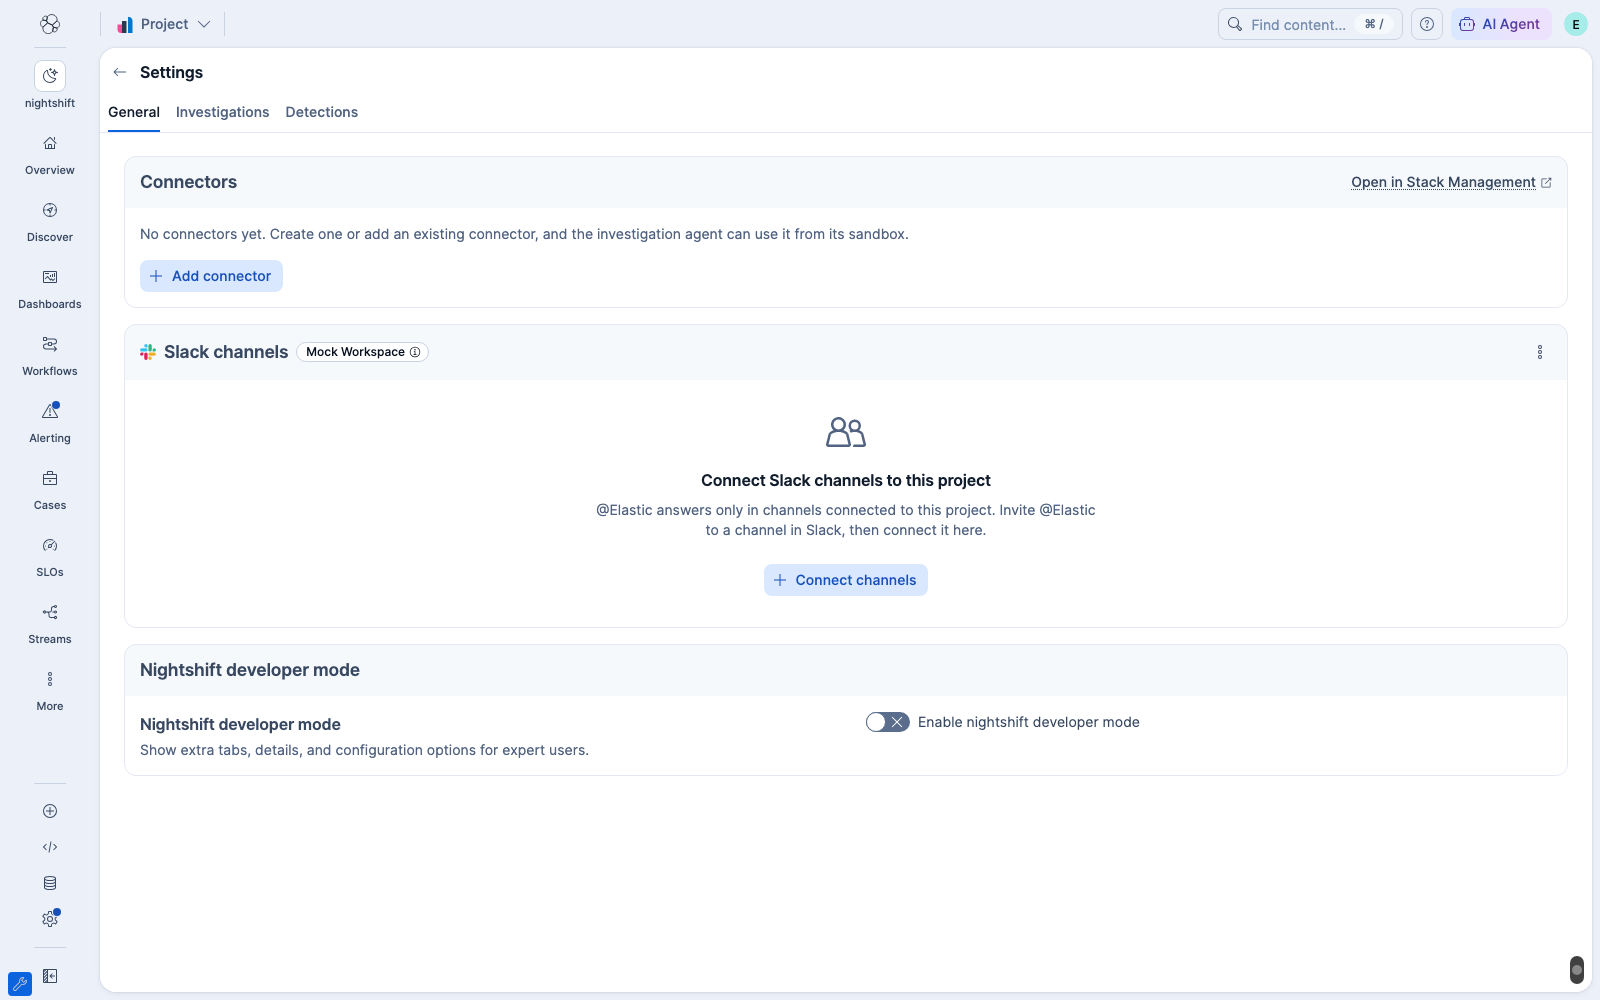 Project
Find content...
⌘ /
AI Agent
E
nightshift
Overview
Discover
Dashboards
Workflows
Alerting
Cases
SLOs
Streams
More
Settings
General
Investigations
Detections
Connectors
Open in Stack Management
No connectors yet. Create one or add an existing connector, and the investigation agent can use it from its sandbox.
Add connector
Slack channels
Mock Workspace
Connect Slack channels to this project
@Elastic answers only in channels connected to this project. Invite @Elastic
to a channel in Slack, then connect it here.
Connect channels
Nightshift developer mode
Nightshift developer mode
Enable nightshift developer mode
Show extra tabs, details, and configuration options for expert users.